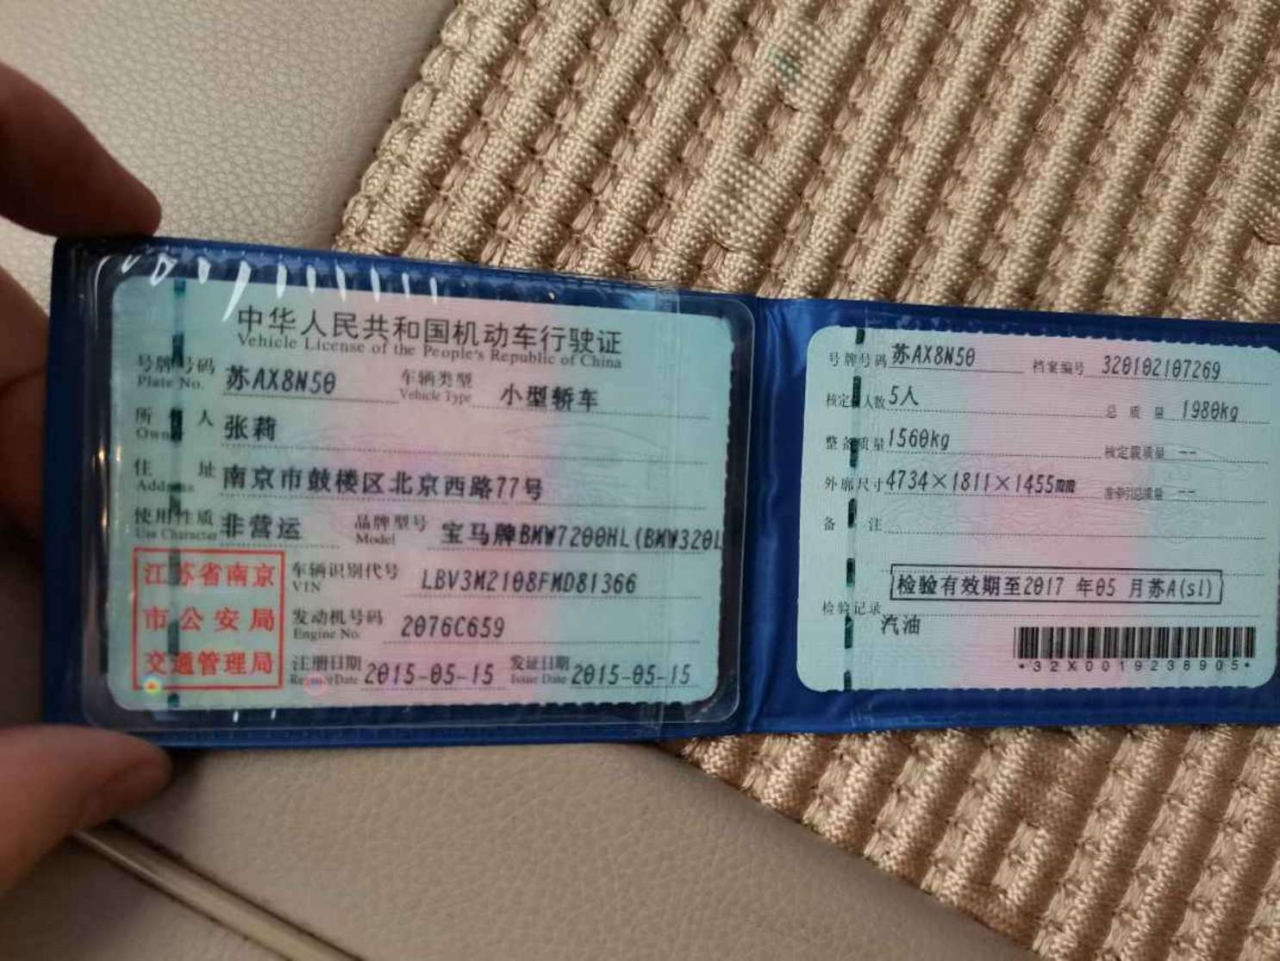 中华人民共和国机动车行驶证
Vehicle License of the People's Republic of China
号牌号码 苏AX8N50 车辆类型 小型轿车
Plate No. Vehicle Type
所有人 张莉
Owner
住址 南京市鼓楼区北京西路77号
Address
使用性质 非营运 品牌型号 宝马牌BMW7200HL(BMW320L
Use Character Model
江苏省南京
市公安局
交通管理局
车辆识别代号 LBV3M2108FMD81366
VIN
发动机号码 2076C659
Engine No.
注册日期 2015-05-15 发证日期 2015-05-15
Register Date Issue Date
号牌号码 苏AX8N50 档案编号 320102107269
核定载人数 5人 总质量 1980kg
整备质量 1560kg 核定载质量 --
外廓尺寸 4734×1811×1455mm 准牵引总质量 --
备注
检验有效期至2017 年05 月苏A(sl)
检验记录
汽油
*32X0019238905*